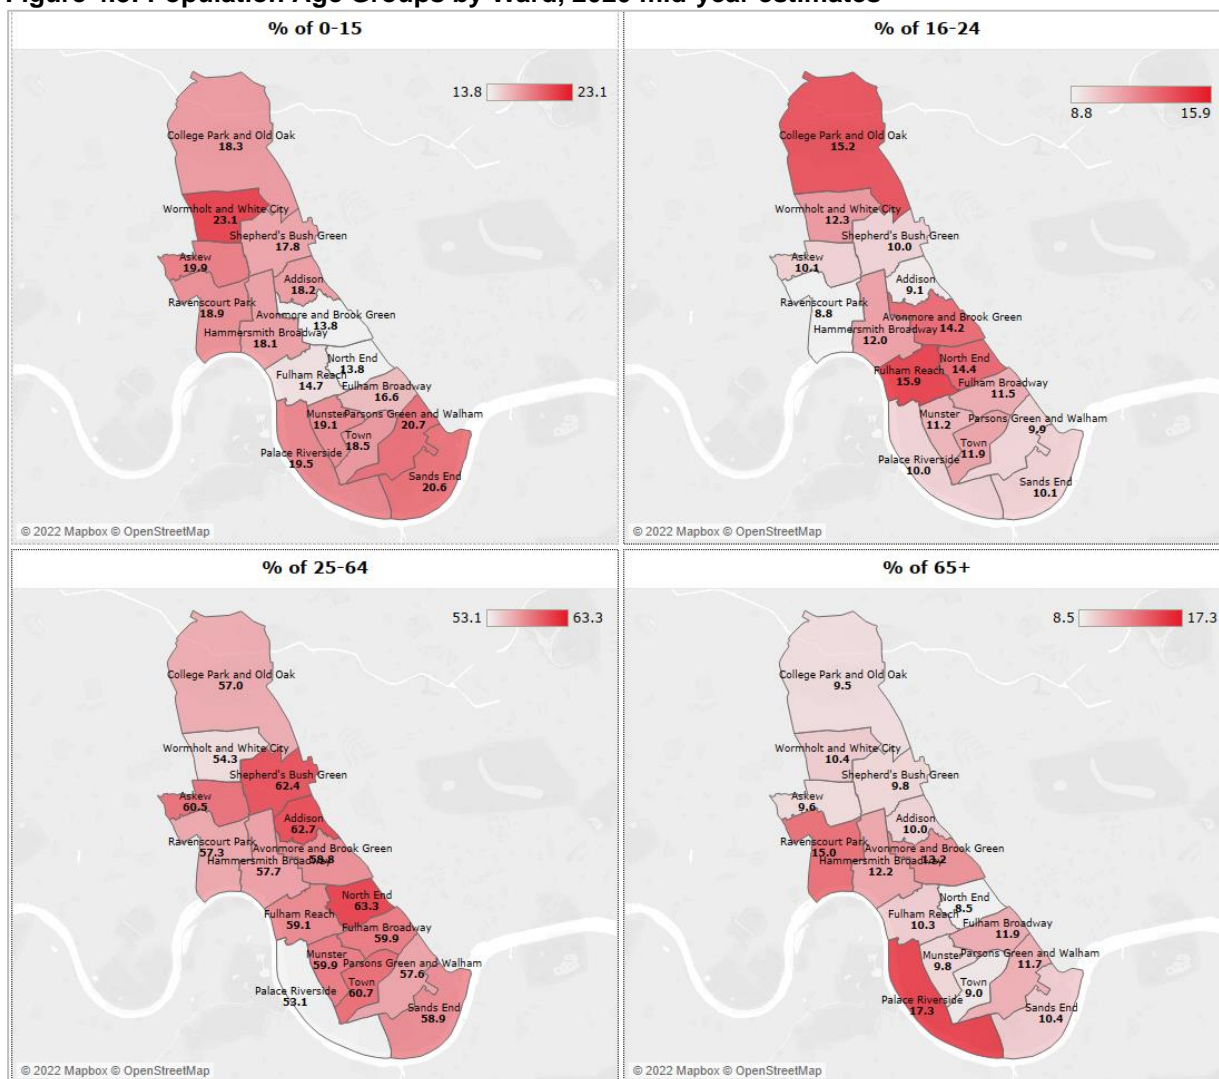 Figure Population Age Groups by Ward, 2020 mid-year estimates
% of 0-15
13.8 23.1
College Park and Old Oak
18.3
Wormholt and White City
23.1
Shepherd's Bush Green
17.8
Askew
19.9
Addison
18.2
Ravenscourt Park
18.9
Avonmore and Brook Green
13.8
Hammersmith Broadway
18.1
North End
13.8
Fulham Reach
14.7
Fulham Broadway
16.6
Munster
19.1
Parsons Green and Walham
20.7
Town
18.5
Palace Riverside
19.5
Sands End
20.6
© 2022 Mapbox © OpenStreetMap
% of 16-24
8.8 15.9
College Park and Old Oak
15.2
Wormholt and White City
12.3
Shepherd's Bush Green
10.0
Askew
10.1
Addison
9.1
Ravenscourt Park
8.8
Avonmore and Brook Green
14.2
Hammersmith Broadway
12.0
North End
14.4
Fulham Reach
15.9
Fulham Broadway
11.5
Munster
11.2
Parsons Green and Walham
9.9
Town
11.9
Palace Riverside
10.0
Sands End
10.1
© 2022 Mapbox © OpenStreetMap
% of 25-64
53.1 63.3
College Park and Old Oak
57.0
Wormholt and White City
54.3
Shepherd's Bush Green
62.4
Askew
60.5
Addison
62.7
Ravenscourt Park
57.3
Avonmore and Brook Green
58.8
Hammersmith Broadway
57.7
North End
63.3
Fulham Reach
59.1
Fulham Broadway
59.9
Munster
59.9
Parsons Green and Walham
57.6
Town
60.7
Palace Riverside
53.1
Sands End
58.9
© 2022 Mapbox © OpenStreetMap
% of 65+
8.5 17.3
College Park and Old Oak
9.5
Wormholt and White City
10.4
Shepherd's Bush Green
9.8
Askew
9.6
Addison
10.0
Ravenscourt Park
15.0
Avonmore and Brook Green
13.2
Hammersmith Broadway
12.2
North End
8.5
Fulham Reach
10.3
Fulham Broadway
11.9
Munster
9.8
Parsons Green and Walham
11.7
Town
9.0
Palace Riverside
17.3
Sands End
10.4
© 2022 Mapbox © OpenStreetMap